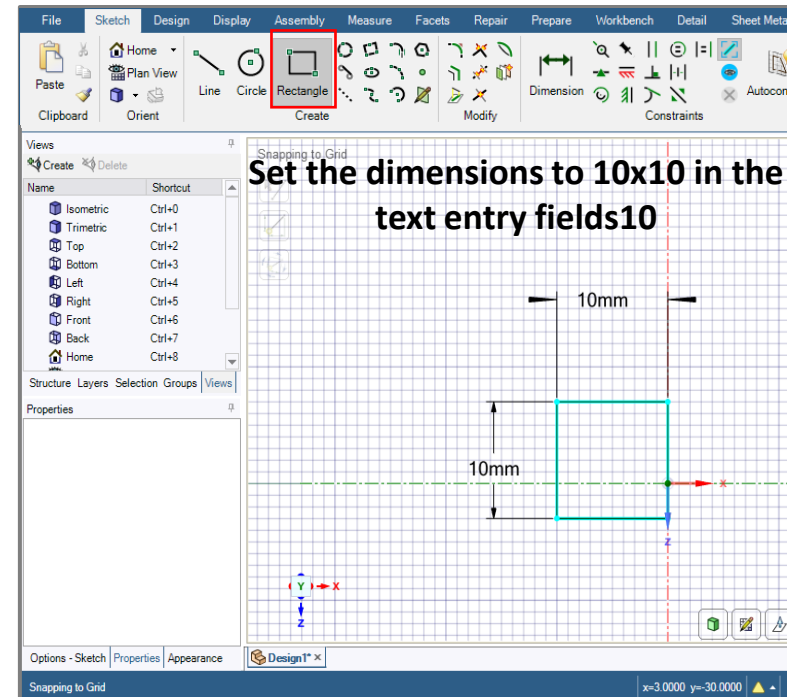 File Sketch Design Display Assembly Measure Facets Repair Prepare Workbench Detail Sheet Meta
Home
Plan View
Paste
Line Circle Rectangle
Dimension
Autocon
Clipboard Orient Create Modify Constraints
Views
Create Delete
Name Shortcut
Isometric Ctrl+0
Trimetric Ctrl+1
Top Ctrl+2
Bottom Ctrl+3
Left Ctrl+4
Right Ctrl+5
Front Ctrl+6
Back Ctrl+7
Home Ctrl+8
Structure Layers Selection Groups Views
Properties
Options - Sketch Properties Appearance
Snapping to Grid
Set the dimensions to 10x10 in the
text entry fields10
10mm
10mm
X
Z
Y X
Z
Design1* ×
Snapping to Grid x=3.0000 y=-30.0000